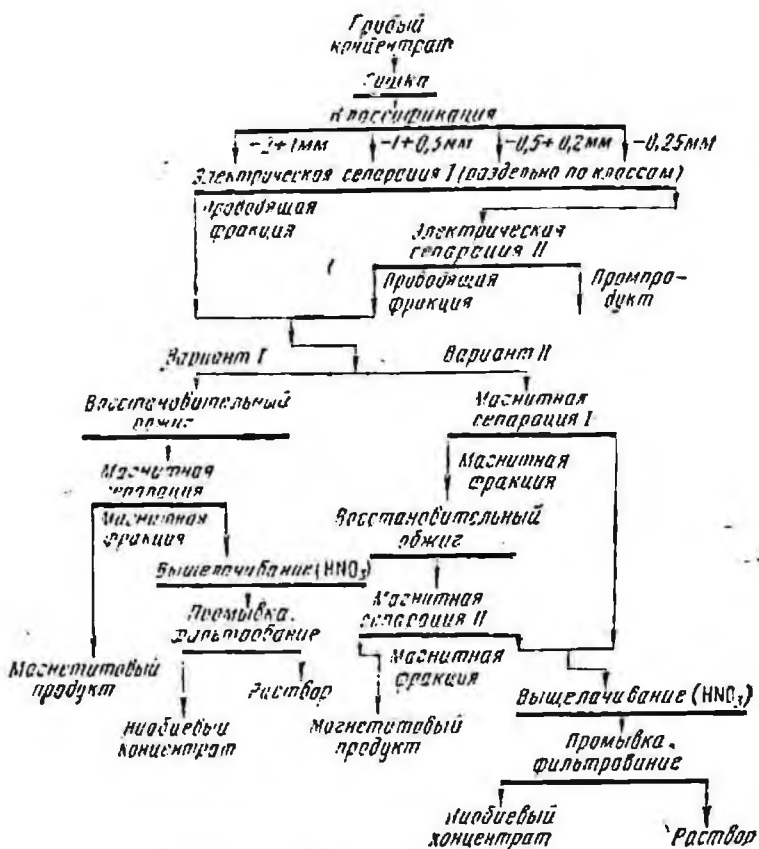 Грубый
концентрат
Сушка
Классификация
-2+1мм -1+0,5мм -0,5+0,2мм -0,25мм
Электрическая сепарация I (раздельно по классам)
Проводящая
фракция
Электрическая
сепарация II
Проводящая
фракция
Промпро-
дукт
Вариант I
Вариант II
Восстановительный
обжиг
Магнитная
сепарация I
Магнитная
сепарация
Магнитная
фракция
Магнитная
фракция
Восстановительный
обжиг
Выщелачивание (HNO3)
Промывка,
фильтрование
Магнитная
сепарация II
Магнитная
фракция
Магнетитовый
продукт
Раствор
Ниобиевый
концентрат
Магнетитовый
продукт
Выщелачивание (HNO3)
Промывка,
фильтрование
Ниобиевый
концентрат
Раствор